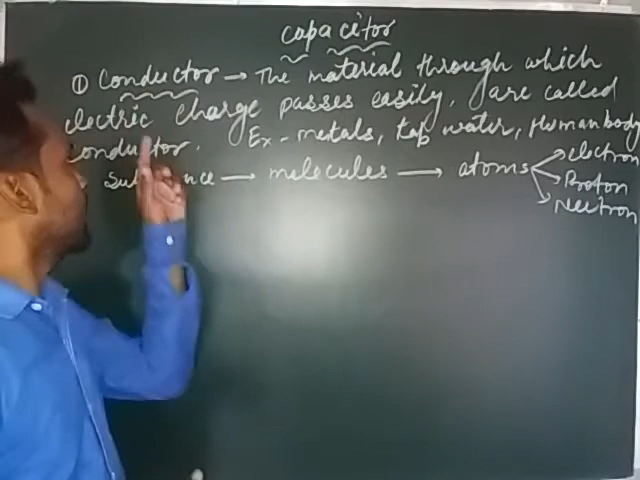 capacitor
① Conductor → The material through which
electric charge passes easily, are called
conductor. Ex - metals, tap water, Human body
Substance → molecules → atoms
electron
Proton
Neutron